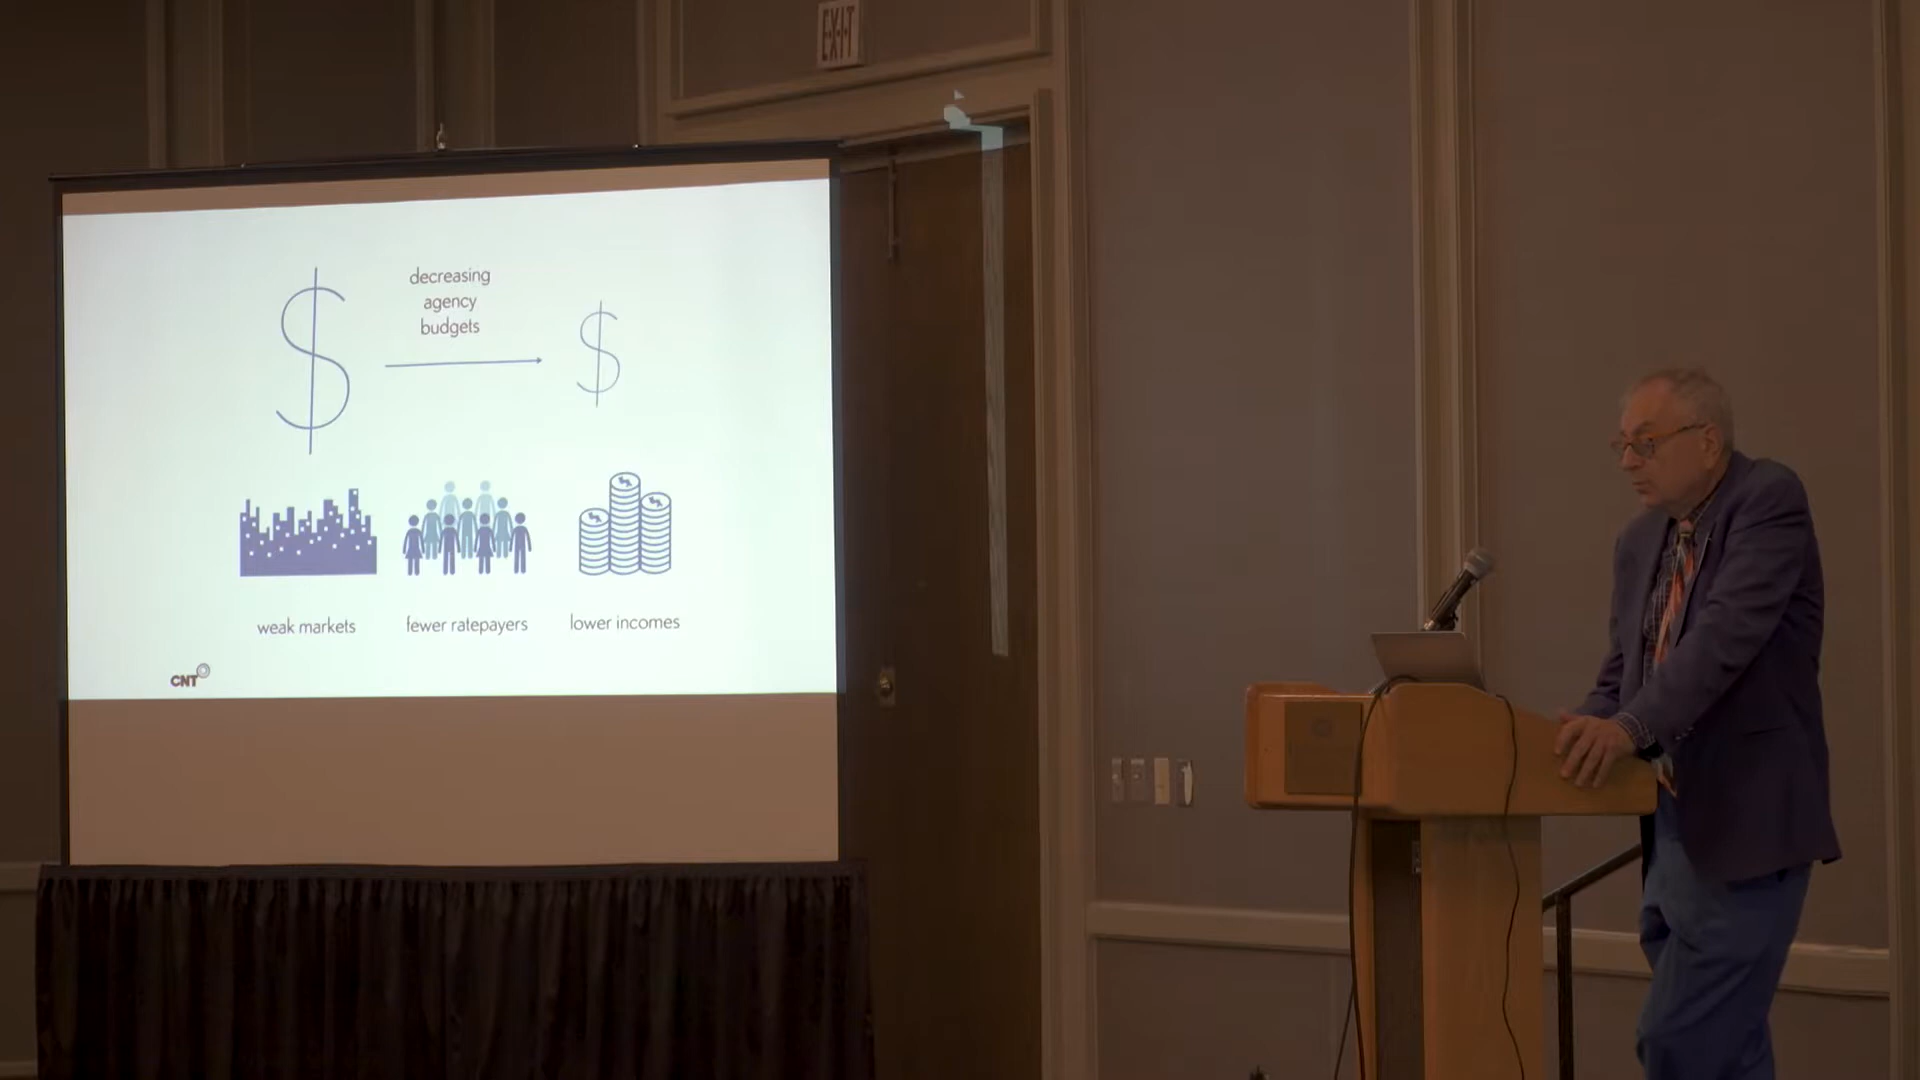 EXIT
decreasing
agency
budgets
$
$
weak markets
fewer ratepayers
lower incomes
CNT